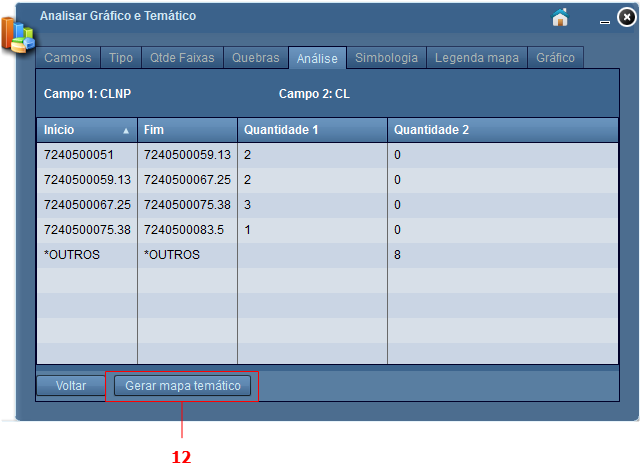 Analisar Gráfico e Temático
Campos Tipo Qtde Faixas Quebras Análise Simbologia Legenda mapa Gráfico
Campo 1: CLNP Campo 2: CL
Início Fim Quantidade 1 Quantidade 2
7240500051 7240500059.13 2 0
7240500059.13 7240500067.25 2 0
7240500067.25 7240500075.38 3 0
7240500075.38 7240500083.5 1 0
*OUTROS *OUTROS 8
Voltar Gerar mapa temático
12